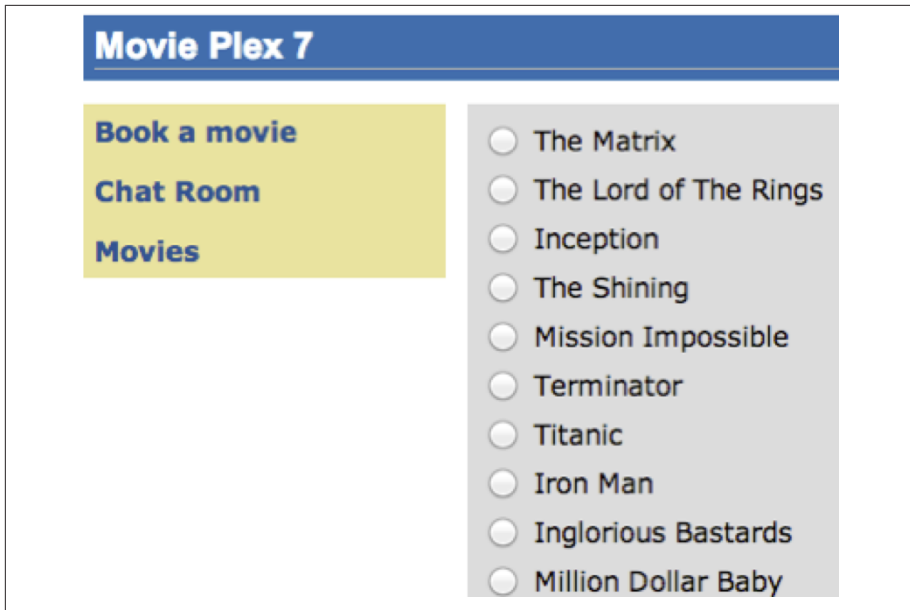 Movie Plex 7
Book a movie
Chat Room
Movies
The Matrix
The Lord of The Rings
Inception
The Shining
Mission Impossible
Terminator
Titanic
Iron Man
Inglorious Bastards
Million Dollar Baby